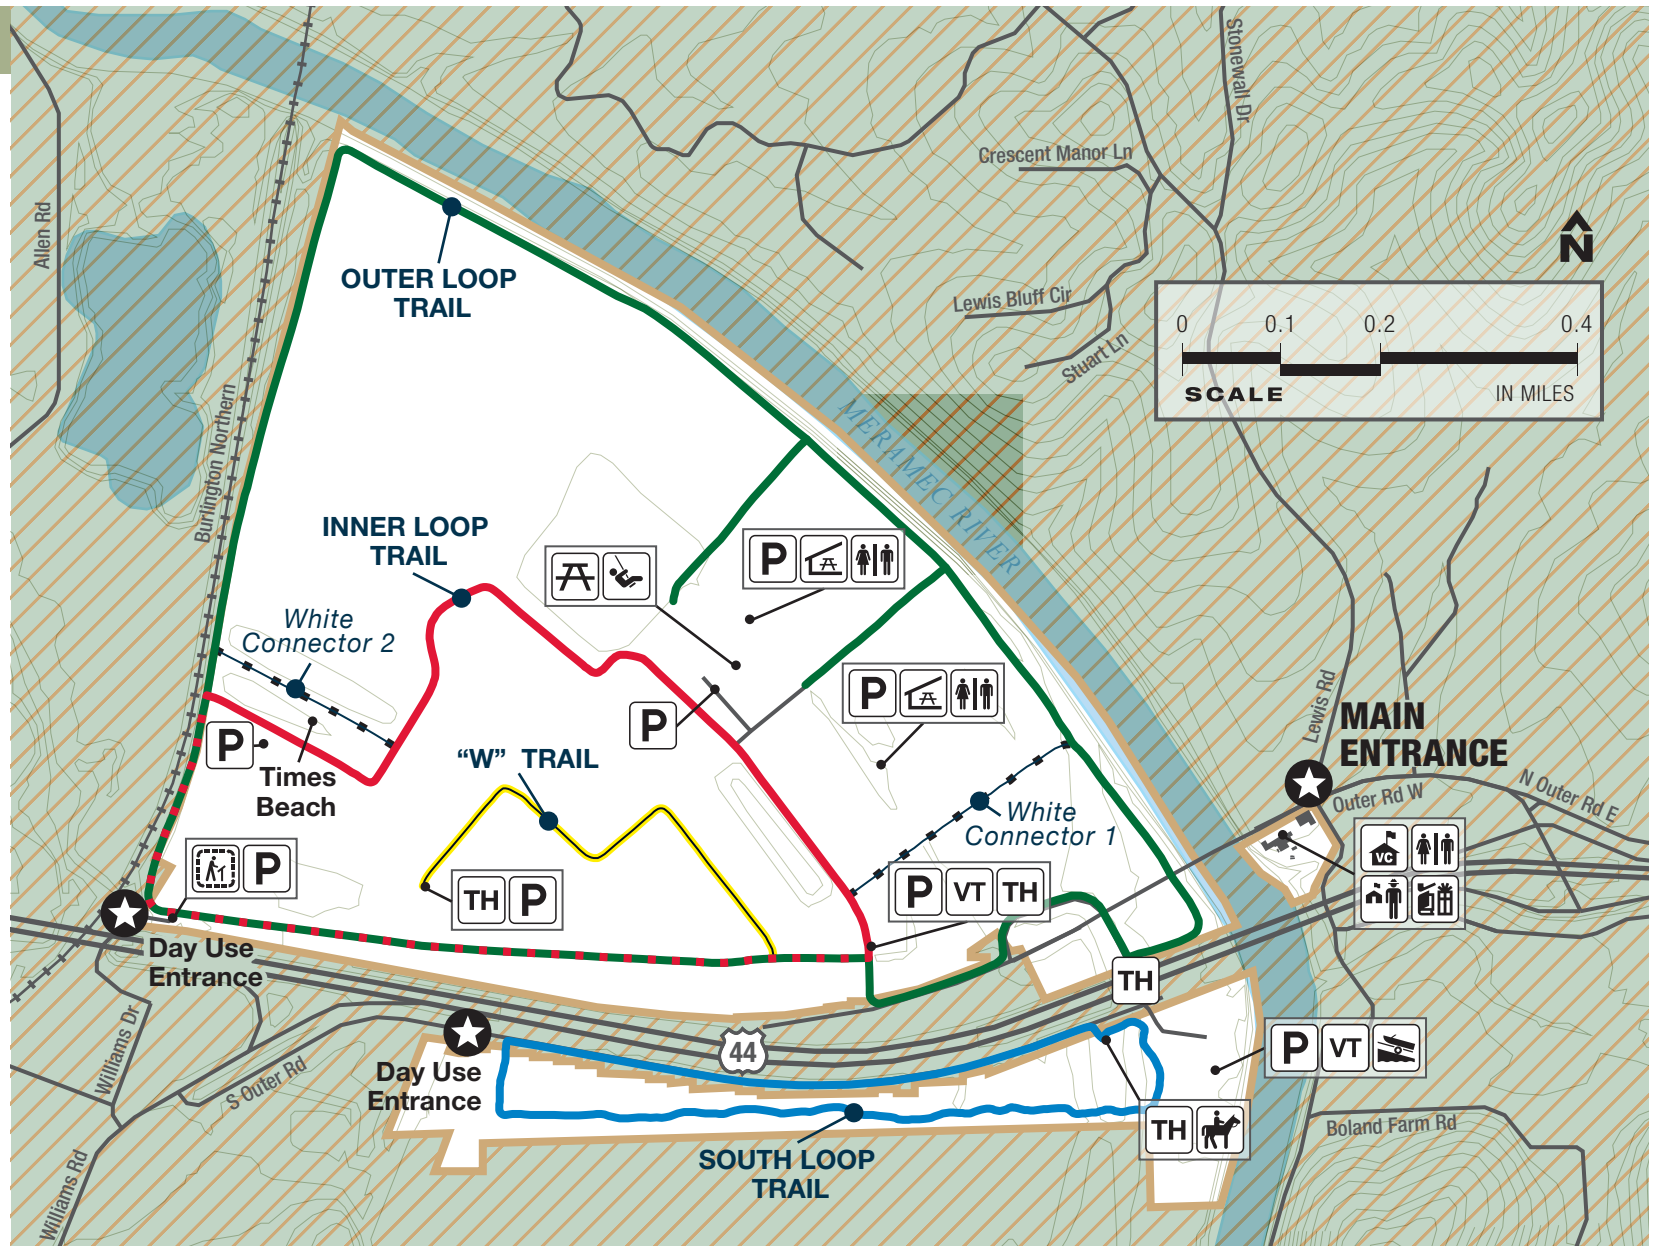 Stonewall Dr
Crescent Manor Ln
Allen Rd
N
OUTER LOOP
TRAIL
Lewis Bluff Cir
Stuart Ln
0 0.1 0.2 0.4
SCALE IN MILES
MERAMEC RIVER
Burlington Northern
INNER LOOP
TRAIL
P
White
Connector 2
P
Lewis Rd
MAIN
ENTRANCE
P
P
"W" TRAIL
Times
Beach
N Outer Rd E
Outer Rd W
White
Connector 1
VC
P
TH P
P VT TH
Day Use
Entrance
TH
Williams Dr
44
P VT
S Outer Rd
Day Use
Entrance
TH
Boland Farm Rd
SOUTH LOOP
TRAIL
Williams Rd